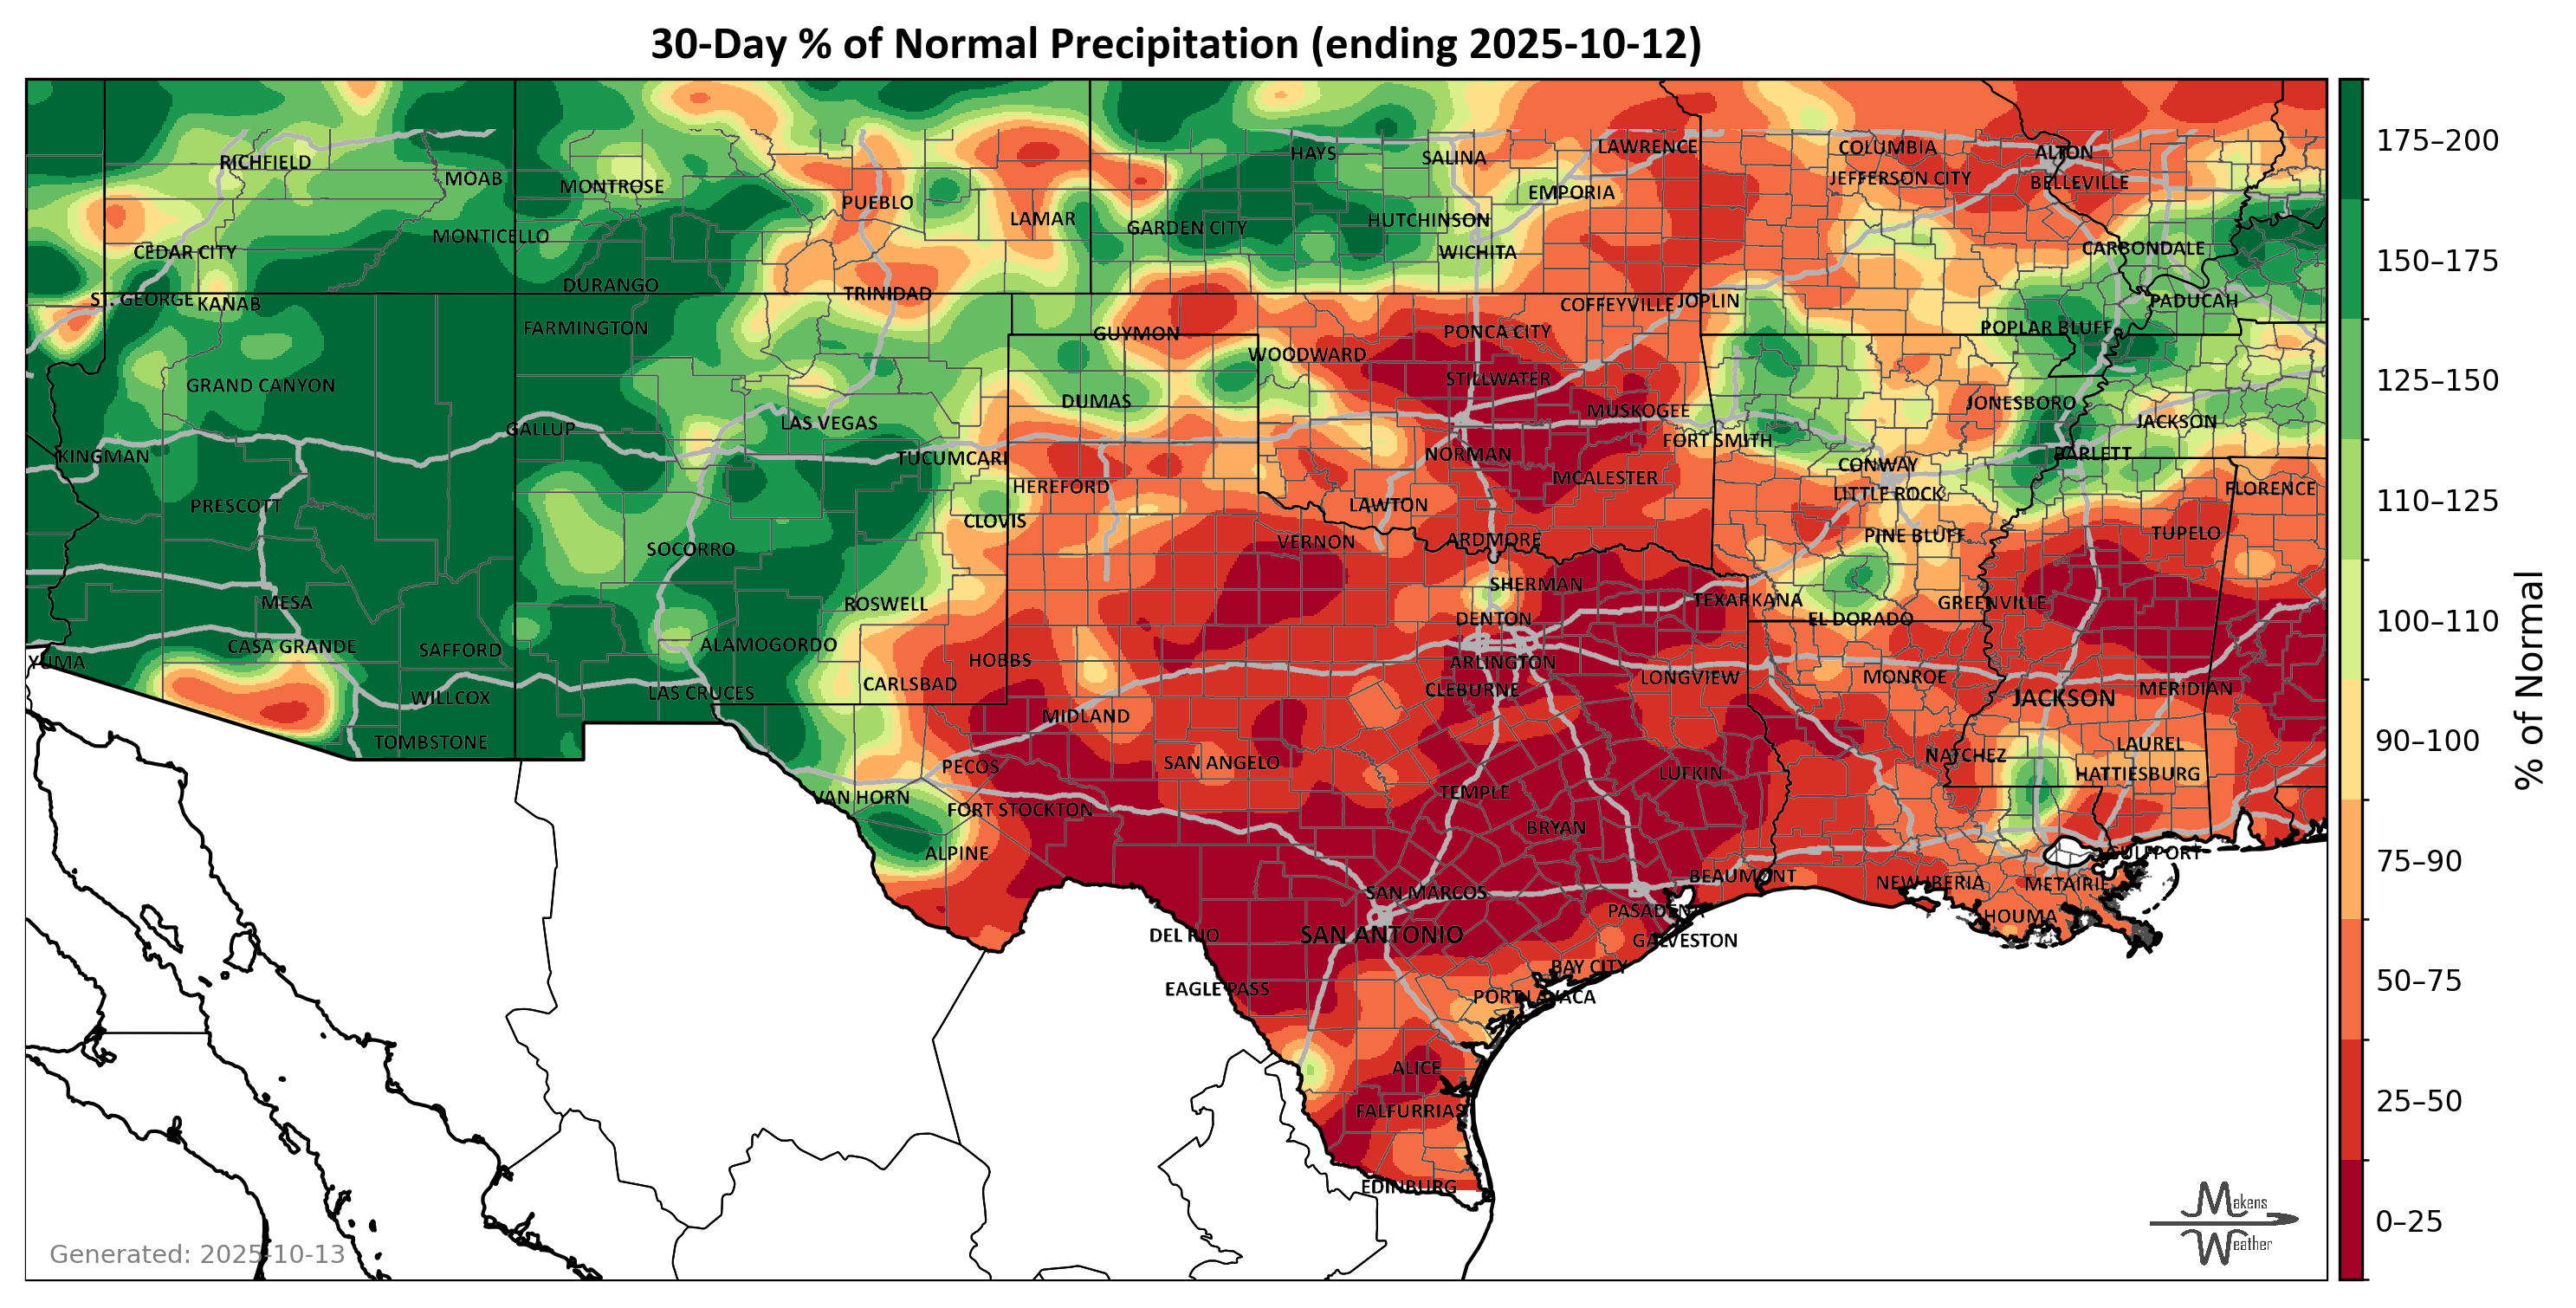 30-Day % of Normal Precipitation (ending 2025-10-12)
HAYS
SALINA
LAWRENCE
COLUMBIA
ALTON
RICHFIELD
MOAB
MONTROSE
EMPORIA
JEFFERSON CITY
BELLEVILLE
PUEBLO
LAMAR
GARDEN CITY
HUTCHINSON
CEDAR CITY
MONTICELLO
WICHITA
CARBONDALE
DURANGO
TRINIDAD
ST. GEORGE
KANAB
COFFEYVILLE
JOPLIN
PADUCAH
FARMINGTON
GUYMON
PONCA CITY
POPLAR BLUFF
WOODWARD
GRAND CANYON
STILLWATER
DUMAS
MUSKOGEE
JONESBORO
GALLUP
LAS VEGAS
JACKSON
FORT SMITH
KINGMAN
TUCUMCARI
NORMAN
BARLETT
CONWAY
HEREFORD
MCALESTER
LITTLE ROCK
FLORENCE
PRESCOTT
CLOVIS
LAWTON
SOCORRO
VERNON
ARDMORE
PINE BLUFF
TUPELO
SHERMAN
MESA
ROSWELL
DENTON
TEXARKANA
EL DORADO
GREENVILLE
CASA GRANDE
SAFFORD
ALAMOGORDO
YUMA
HOBBS
ARLINGTON
WILLCOX
LAS CRUCES
CARLSBAD
CLEBURNE
LONGVIEW
MONROE
JACKSON
MERIDIAN
TOMBSTONE
MIDLAND
PECOS
SAN ANGELO
LUFKIN
NATCHEZ
LAUREL
HATTIESBURG
VAN HORN
FORT STOCKTON
TEMPLE
BRYAN
ALPINE
GULFPORT
SAN MARCOS
BEAUMONT
NEW IBERIA
METAIRIE
PASADENA
HOUMA
DEL RIO
SAN ANTONIO
GALVESTON
EAGLE PASS
BAY CITY
PORT LAVACA
ALICE
FALFURRIAS
EDINBURG
Generated: 2025-10-13
Makens
Weather
175–200
150–175
125–150
110–125
100–110
90–100
75–90
50–75
25–50
0–25
% of Normal